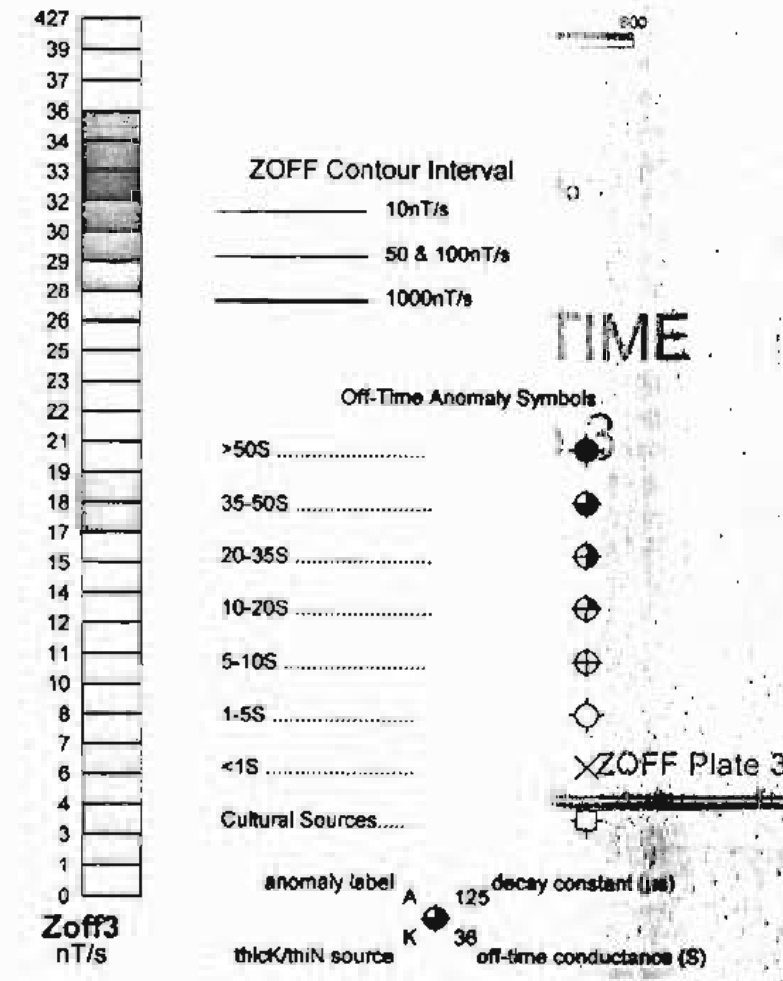 427
39
37
36
34
33
32
30
29
28
26
25
23
22
21
19
18
17
15
14
12
11
10
8
7
6
4
3
1
0
Zoff3
nT/s
800
ZOFF Contour Interval
10nT/s
50 & 100nT/s
1000nT/s
TIME
Off-Time Anomaly Symbols
3
>50S
35-50S
20-35S
10-20S
5-10S
1-5S
<1S
ZOFF Plate 3
Cultural Sources.....
anomaly label
decay constant (µs)
A 125
K 36
thicK/thiN source
off-time conductance (S)